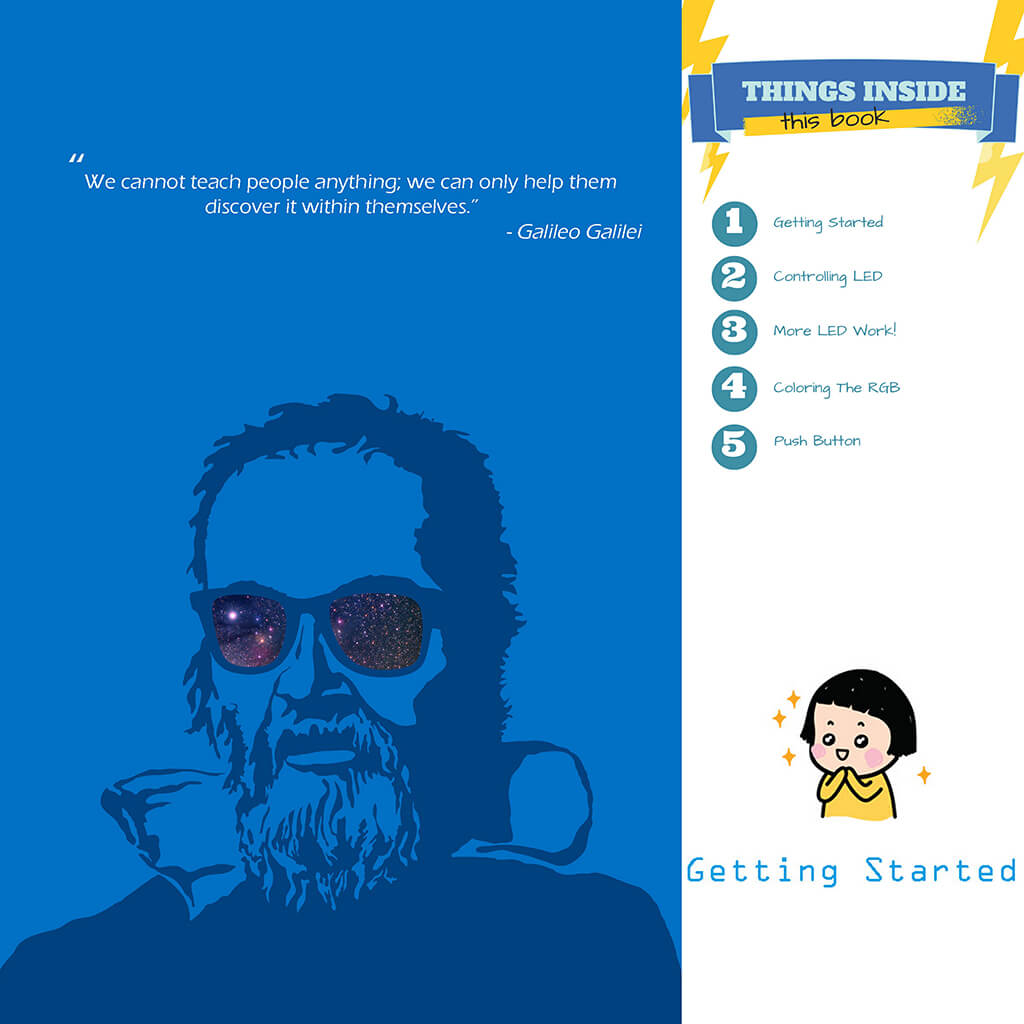 “
We cannot teach people anything; we can only help them
discover it within themselves.”
- Galileo Galilei
THINGS INSIDE
this book
1 Getting Started
2 Controlling LED
3 More LED Work!
4 Coloring The RGB
5 Push Button
Getting Started